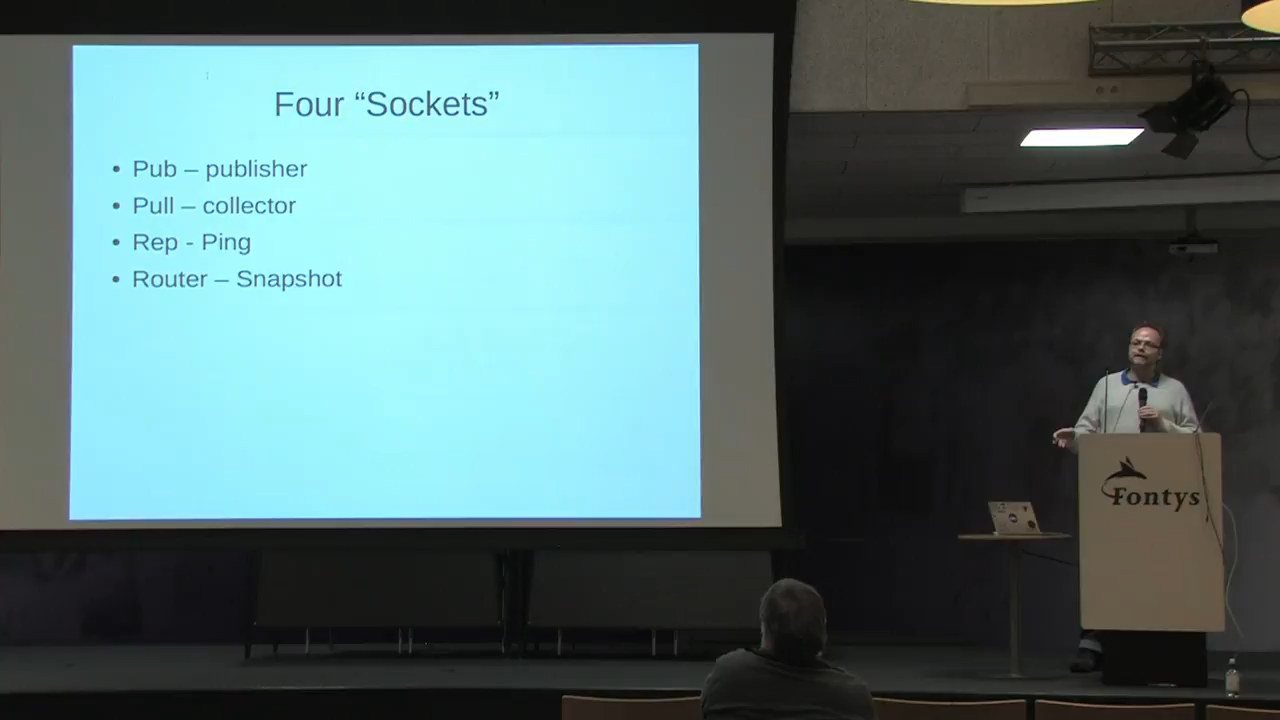 Four “Sockets”
• Pub – publisher
• Pull – collector
• Rep - Ping
• Router – Snapshot
Fontys